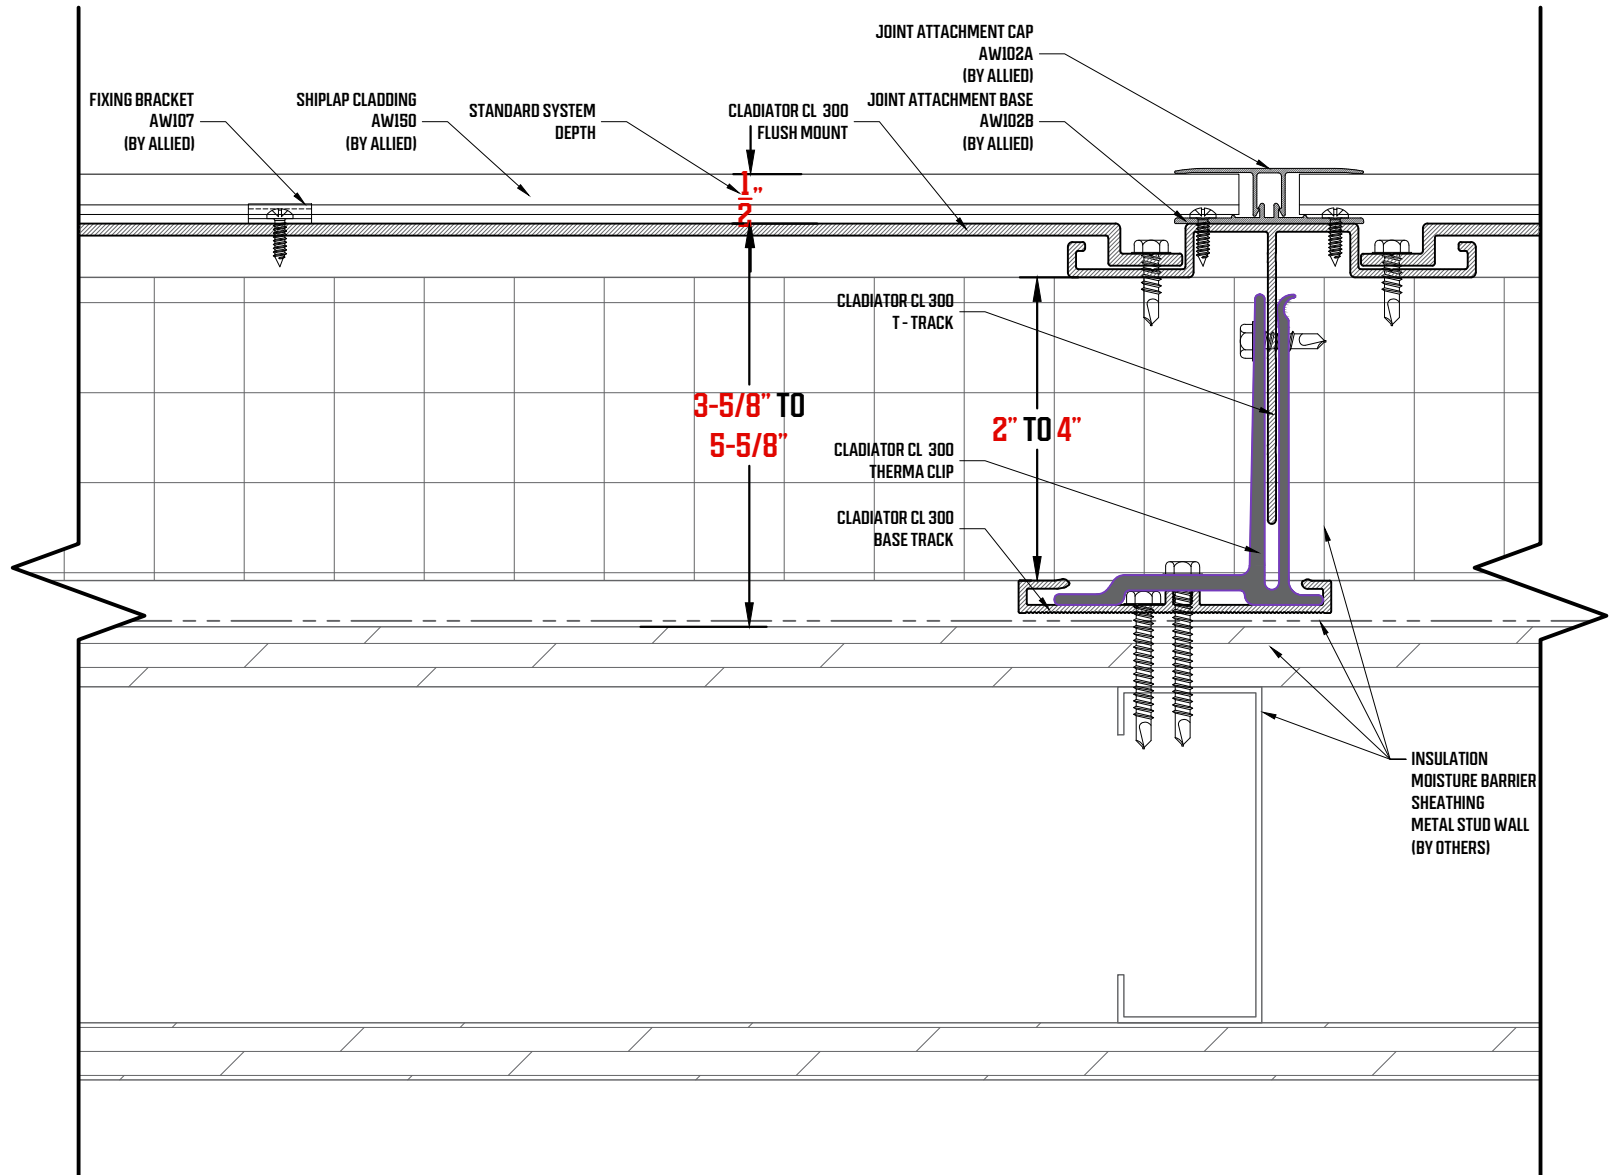 JOINT ATTACHMENT CAP
AW102A
(BY ALLIED)
FIXING BRACKET
AW107
(BY ALLIED)
SHIPLAP CLADDING
AW150
(BY ALLIED)
STANDARD SYSTEM
DEPTH
CLADIATOR CL 300
FLUSH MOUNT
JOINT ATTACHMENT BASE
AW102B
(BY ALLIED)
1"
2
CLADIATOR CL 300
T - TRACK
3-5/8" TO
5-5/8"
2" TO 4"
CLADIATOR CL 300
THERMA CLIP
CLADIATOR CL 300
BASE TRACK
INSULATION
MOISTURE BARRIER
SHEATHING
METAL STUD WALL
(BY OTHERS)